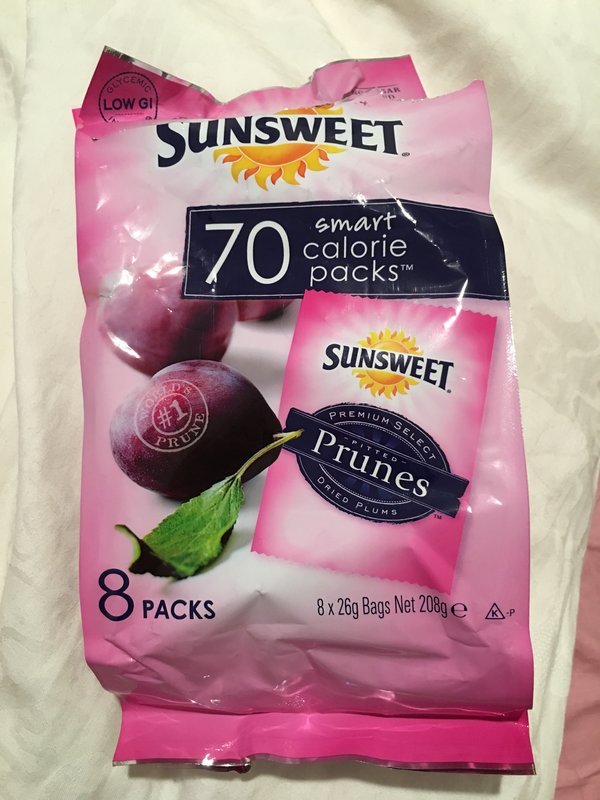 GLYCEMIC
LOW GI
SUNSWEET
70 smart
calorie
packs™
SUNSWEET
PREMIUM SELECT
PITTED
Prunes
DRIED PLUMS
™
WORLD'S
#1
PRUNE
8 PACKS
8 x 26g Bags Net 208g e
K -P